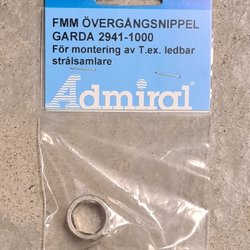 FMM ÖVERGÅNGSNIPPEL
GARDA 2941-1000
För montering av T.ex. ledbar
strålsamlare
Admiral